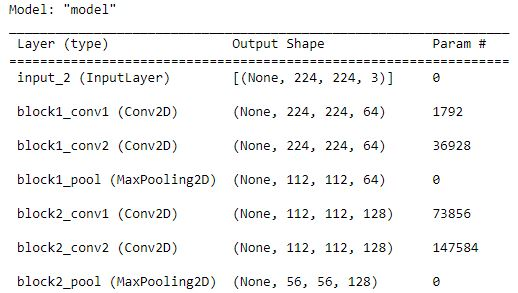 Model: "model"
Layer (type) Output Shape Param #
input_2 (InputLayer) [(None, 224, 224, 3)] 0
block1_conv1 (Conv2D) (None, 224, 224, 64) 1792
block1_conv2 (Conv2D) (None, 224, 224, 64) 36928
block1_pool (MaxPooling2D) (None, 112, 112, 64) 0
block2_conv1 (Conv2D) (None, 112, 112, 128) 73856
block2_conv2 (Conv2D) (None, 112, 112, 128) 147584
block2_pool (MaxPooling2D) (None, 56, 56, 128) 0